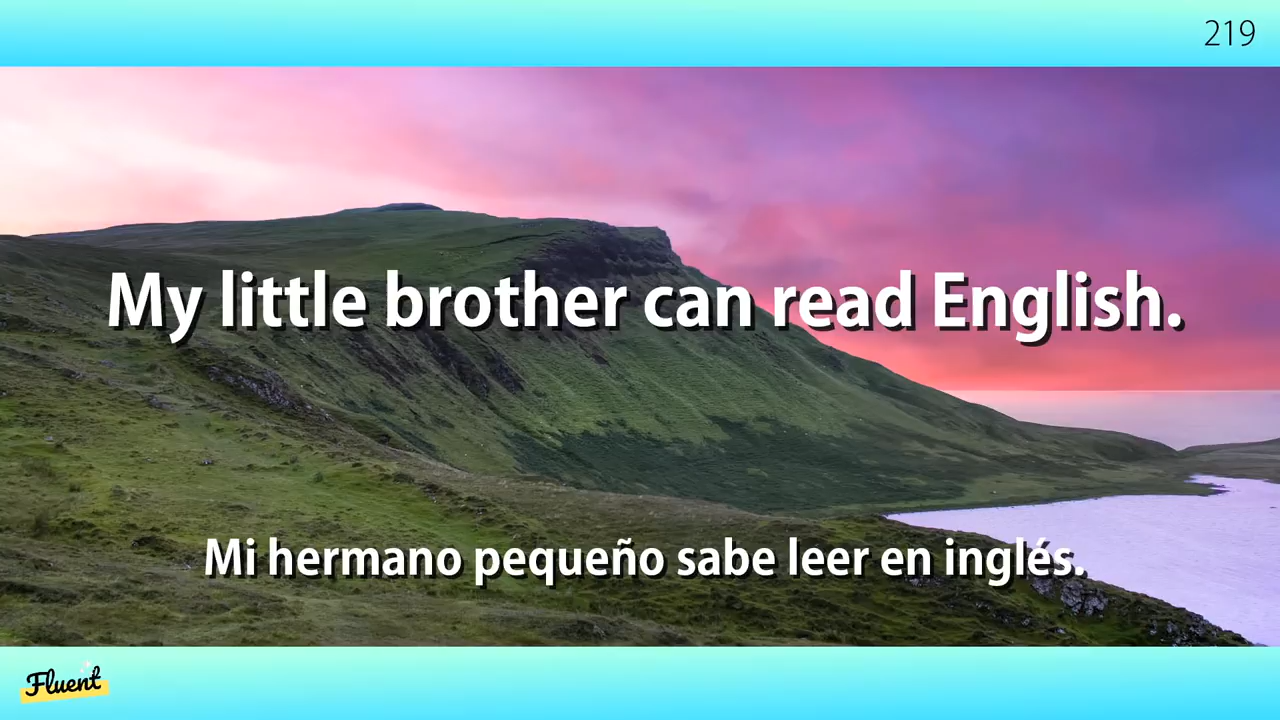 219
My little brother can read English.
Mi hermano pequeño sabe leer en inglés.
Fluent